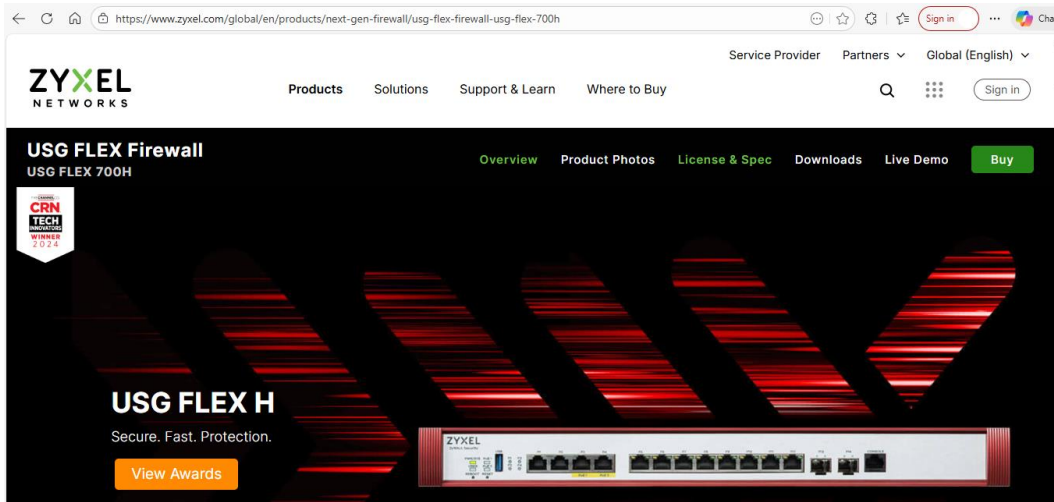 https://www.zyxel.com/global/en/products/next-gen-firewall/usg-flex-firewall-usg-flex-700h
Sign in
Cha
Service Provider Partners Global (English)
ZYXEL
NETWORKS
Products Solutions Support & Learn Where to Buy
Sign in
USG FLEX Firewall
USG FLEX 700H
Overview Product Photos License & Spec Downloads Live Demo Buy
CRN
TECH
INNOVATORS
WINNER
2024
USG FLEX H
Secure. Fast. Protection.
View Awards
ZYXEL